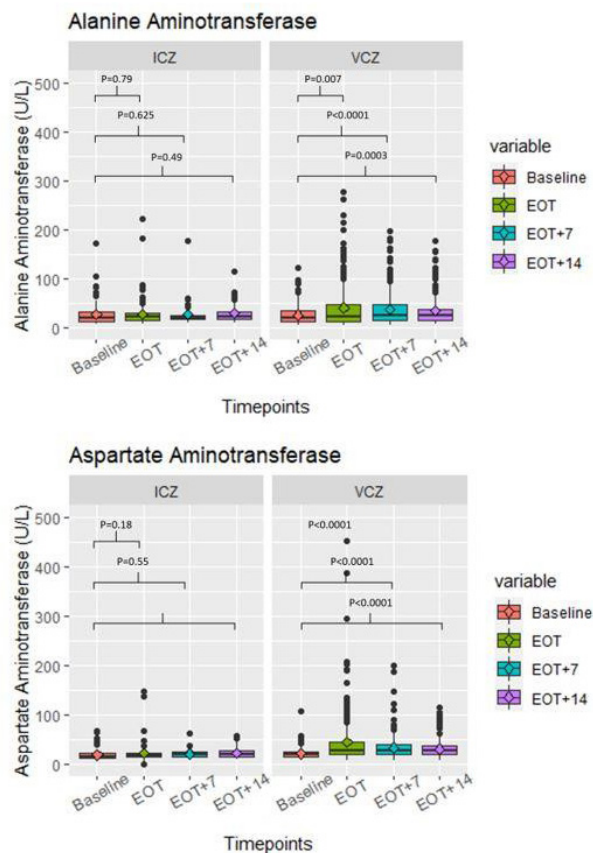 Alanine Aminotransferase
ICZ VCZ
Alanine Aminotransferase (U/L)
500
400
300
200
100
0
P=0.79
P=0.625
P=0.49
P=0.007
P<0.0001
P=0.0003
Baseline EOT EOT+7 EOT+14 Baseline EOT EOT+7 EOT+14
Timepoints
variable
Baseline
EOT
EOT+7
EOT+14
Aspartate Aminotransferase
ICZ VCZ
Aspartate Aminotransferase (U/L)
500
400
300
200
100
0
P=0.18
P=0.55
P<0.0001
P<0.0001
P<0.0001
Baseline EOT EOT+7 EOT+14 Baseline EOT EOT+7 EOT+14
Timepoints
variable
Baseline
EOT
EOT+7
EOT+14